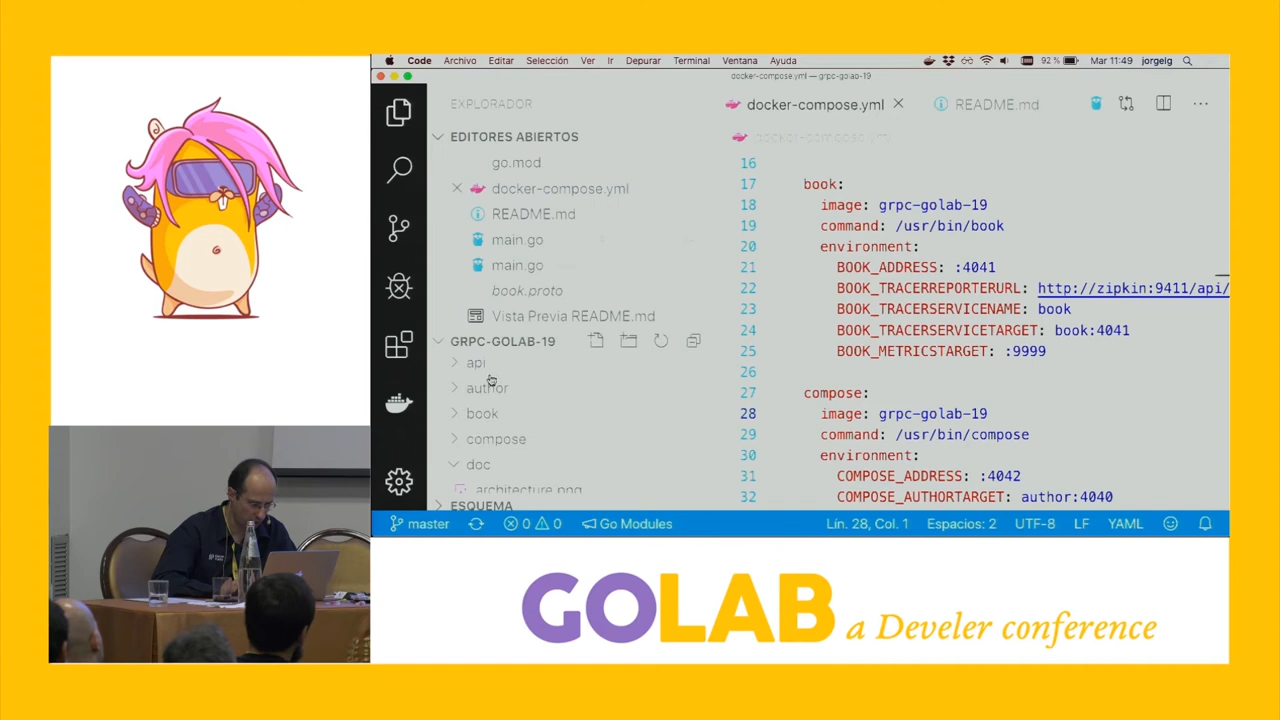 Code Archivo Editar Selección Ver Ir Depurar Terminal Ventana Ayuda 92 % Mar 11:49 jorgelg
docker-compose.yml — grpc-golab-19
EXPLORADOR
EDITORES ABIERTOS
go.mod
docker-compose.yml
README.md
main.go
main.go
book.proto
Vista Previa README.md
GRPC-GOLAB-19
api
author
book
compose
doc
architecture.png
ESQUEMA
docker-compose.yml README.md
docker-compose.yml
16
17 book:
18 image: grpc-golab-19
19 command: /usr/bin/book
20 environment:
21 BOOK_ADDRESS: :4041
22 BOOK_TRACERREPORTERURL: http://zipkin:9411/api/
23 BOOK_TRACERSERVICENAME: book
24 BOOK_TRACERSERVICETARGET: book:4041
25 BOOK_METRICSTARGET: :9999
26
27 compose:
28 image: grpc-golab-19
29 command: /usr/bin/compose
30 environment:
31 COMPOSE_ADDRESS: :4042
32 COMPOSE_AUTHORTARGET: author:4040
master 0 0 Go Modules Lín. 28, Col. 1 Espacios: 2 UTF-8 LF YAML
GOLAB a Develer conference